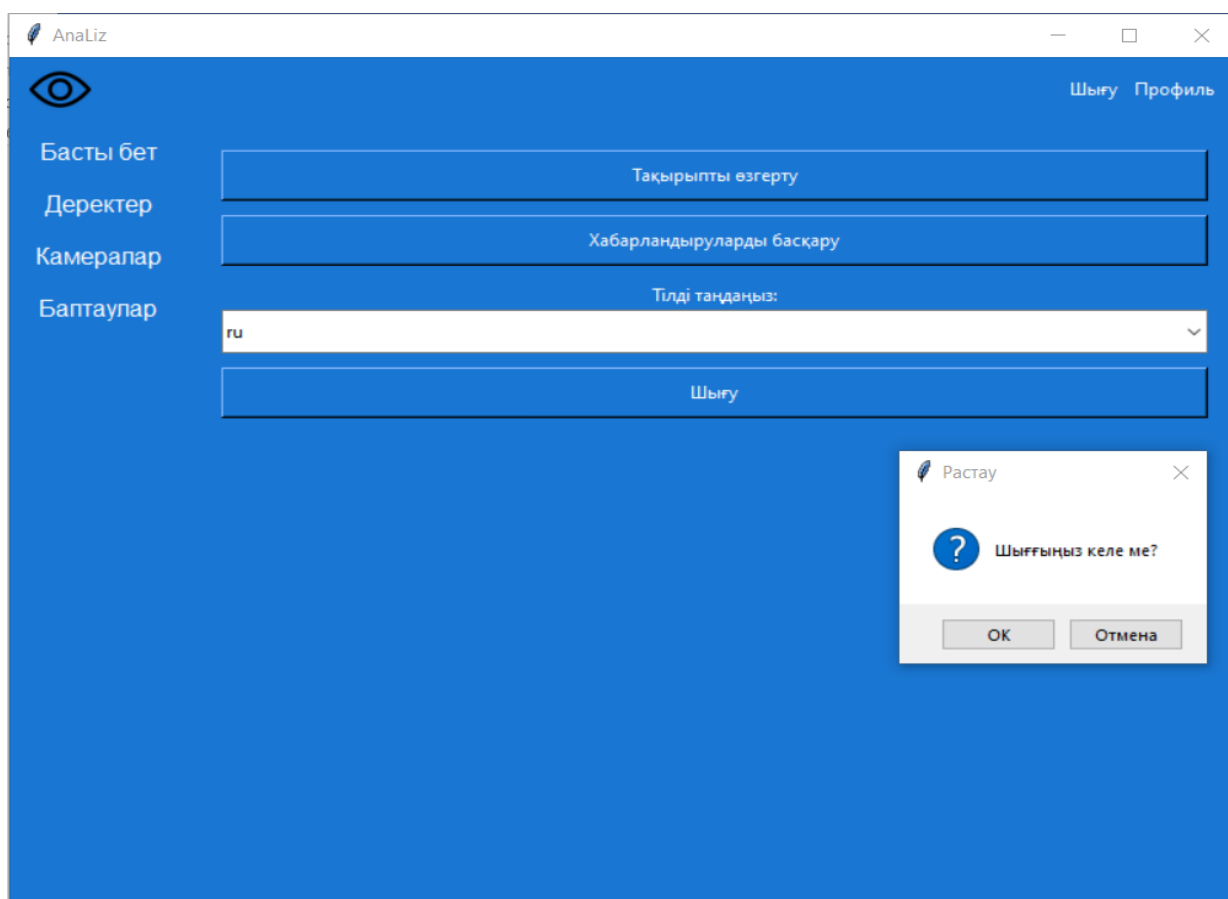 AnaLiz
Шығу Профиль
Басты бет
Деректер
Камералар
Баптаулар
Тақырыпты өзгерту
Хабарландыруларды басқару
Тілді таңдаңыз:
ru
Шығу
Растау
?
Шыққыңыз келе ме?
ОК Отмена